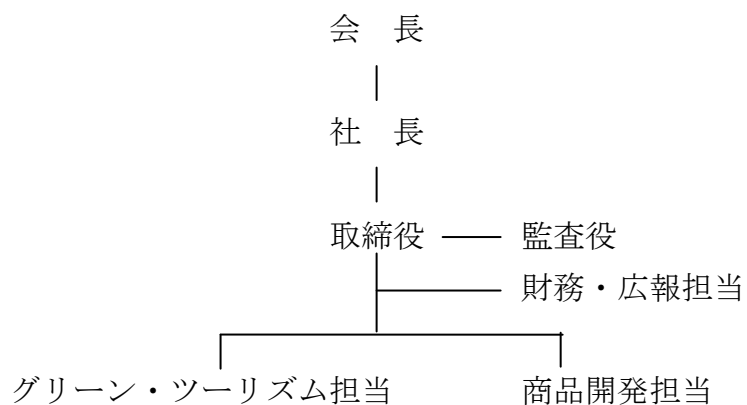 会　長
社　長
取締役
監査役
財務・広報担当
グリーン・ツーリズム担当
商品開発担当